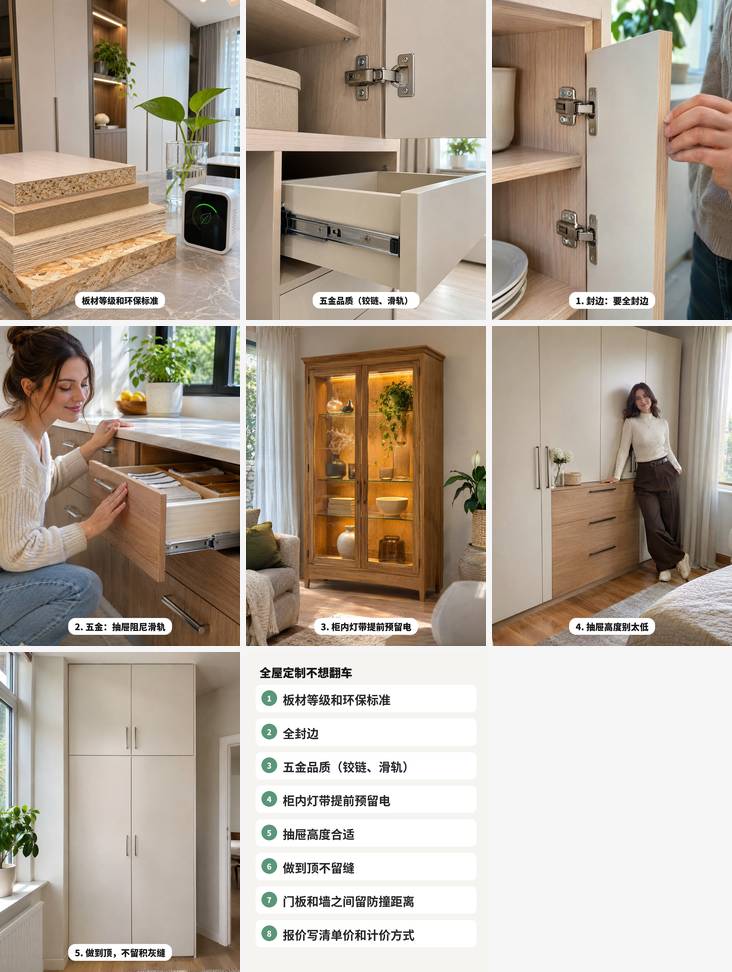 板材等级和环保标准
五金品质（铰链、滑轨）
1. 封边：要全封边
2. 五金：抽屉阻尼滑轨
3. 柜内灯带提前预留电
4. 抽屉高度别太低
5. 做到顶，不留积灰缝
全屋定制不想翻车
1 板材等级和环保标准
2 全封边
3 五金品质（铰链、滑轨）
4 柜内灯带提前预留电
5 抽屉高度合适
6 做到顶不留缝
7 门板和墙之间留防撞距离
8 报价写清单价和计价方式